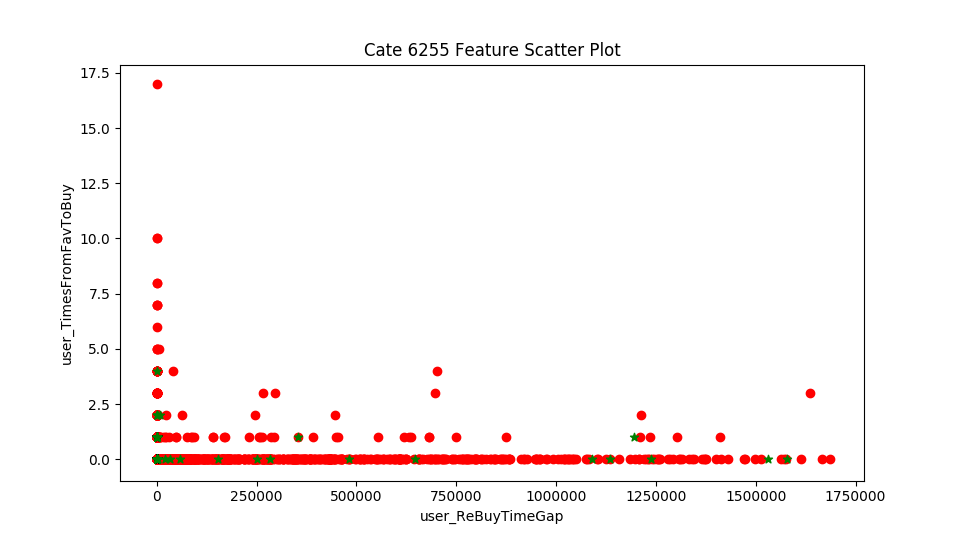 Cate 6255 Feature Scatter Plot
17.5
15.0
12.5
10.0
7.5
5.0
2.5
0.0
user_TimesFromFavToBuy
0 250000 500000 750000 1000000 1250000 1500000 1750000
user_ReBuyTimeGap